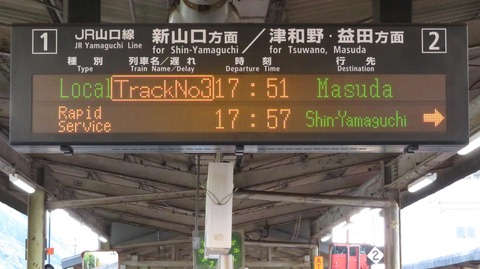 1 JR山口線 新山口方面／津和野・益田方面 2
JR Yamaguchi Line for Shin-Yamaguchi for Tsuwano, Masuda
種別 列車名/遅れ 時刻 行先
Type Train Name/Delay Departure Time Destination
Local TrackNo3 17:51 Masuda
Rapid Service 17:57 Shin-Yamaguchi →
2